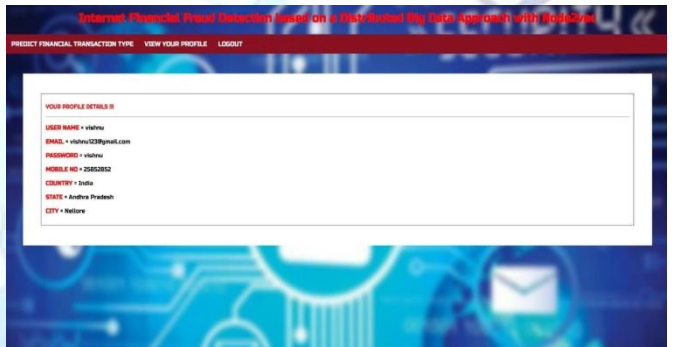 Internet Financial Fraud Detection based on a Distributed Big Data Approach with Node2vec
PREDICT FINANCIAL TRANSACTION TYPE VIEW YOUR PROFILE LOGOUT
YOUR PROFILE DETAILS !!!
USER NAME = vishnu
EMAIL = vishnu123@gmail.com
PASSWORD = vishnu
MOBILE NO = 25852852
COUNTRY = India
STATE = Andhra Pradesh
CITY = Nellore